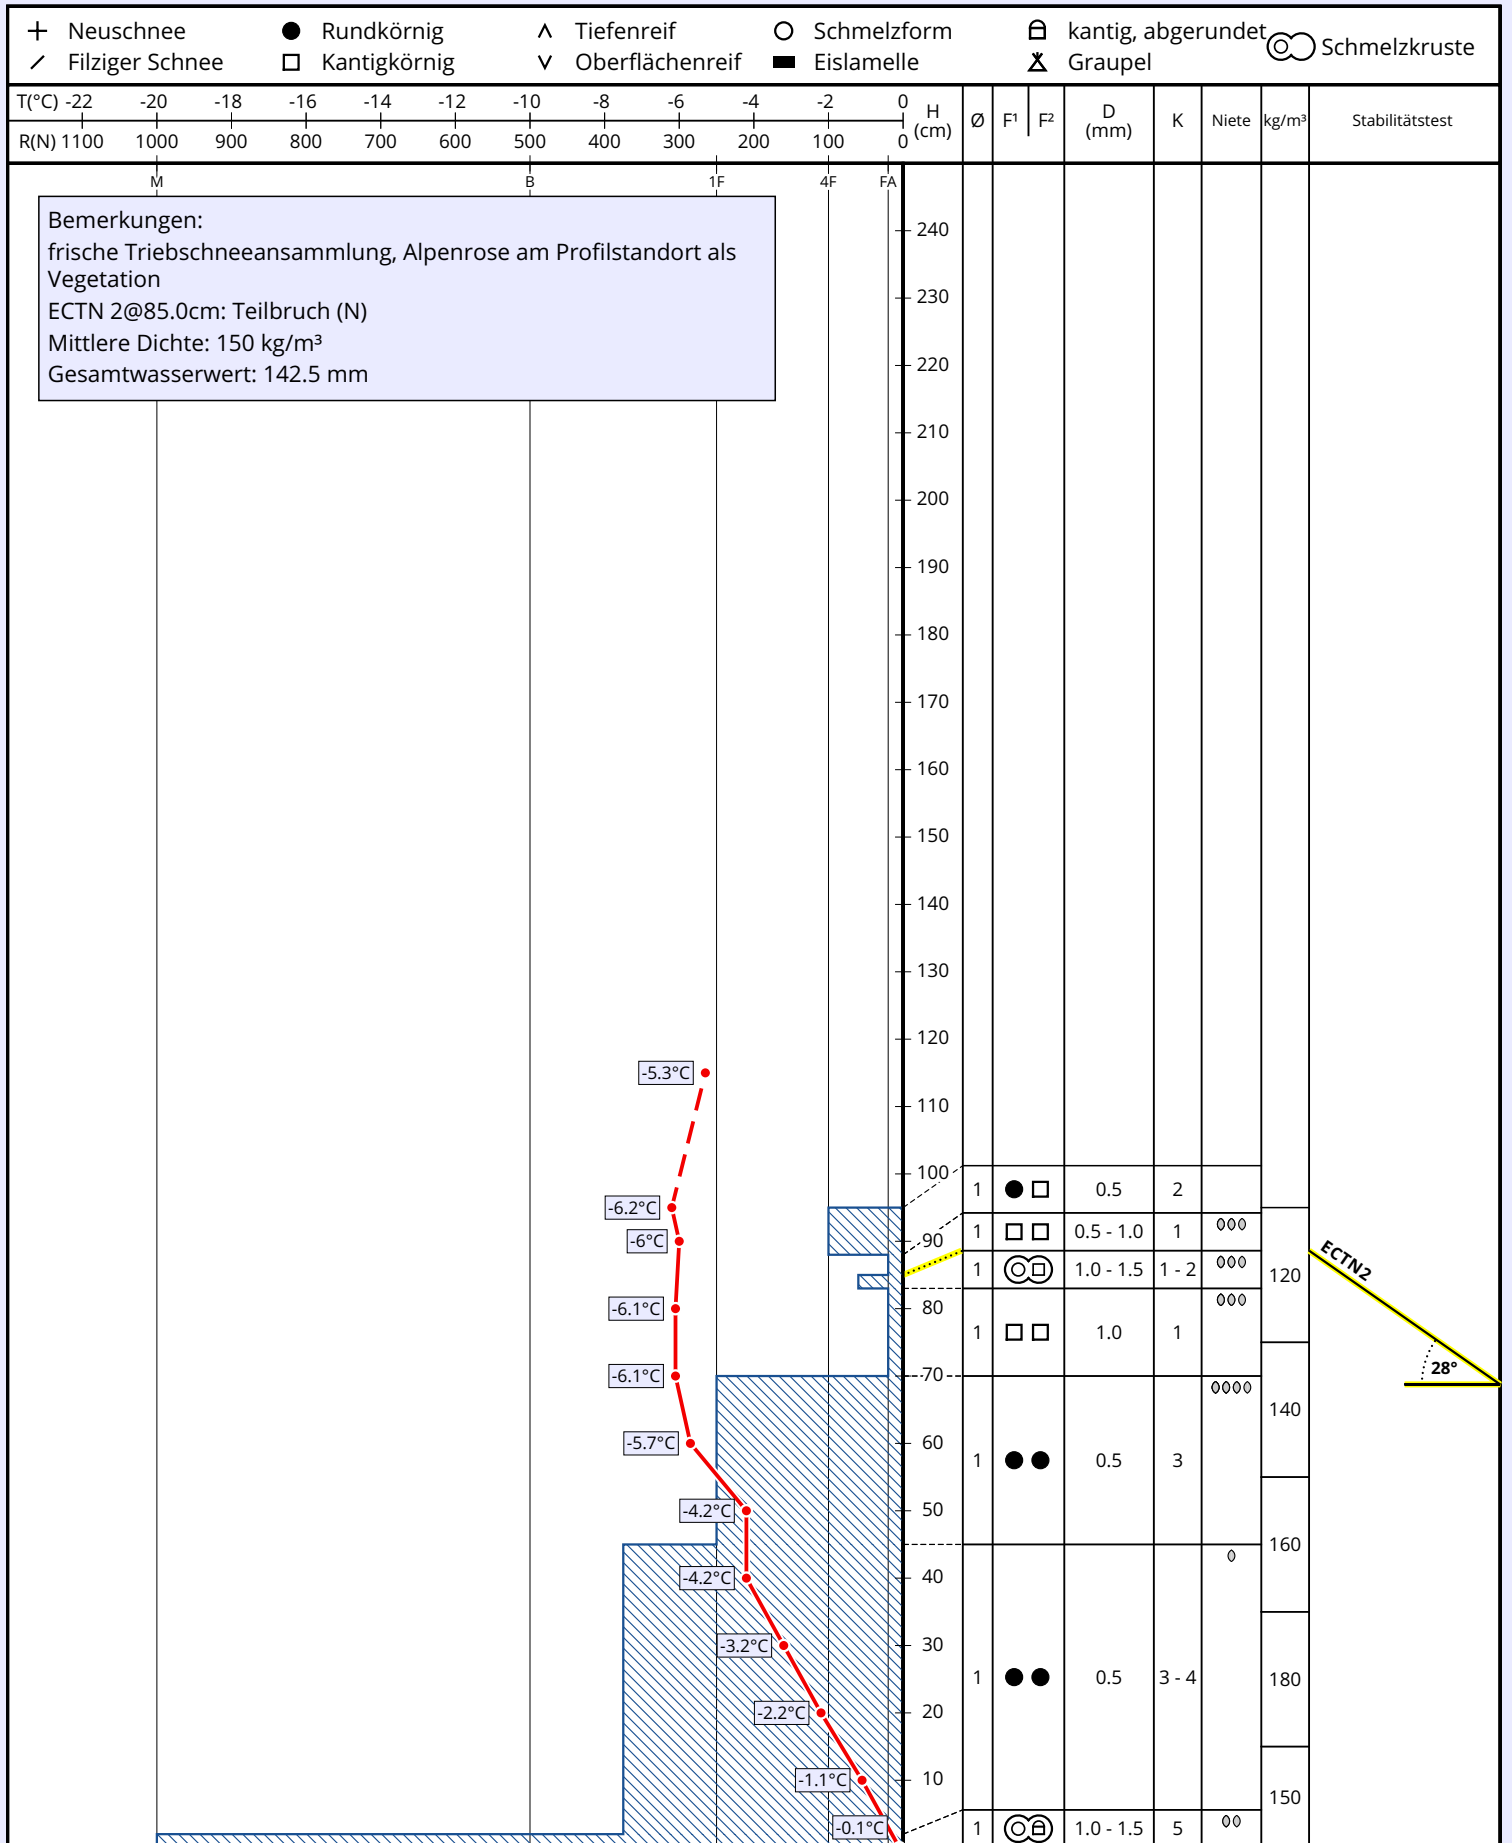 Neuschnee Rundkörnig Tiefenreif Schmelzform kantig, abgerundet Schmelzkruste
Filziger Schnee Kantigkörnig Oberflächenreif Eislamelle Graupel
T(°C) -22 -20 -18 -16 -14 -12 -10 -8 -6 -4 -2 0
R(N) 1100 1000 900 800 700 600 500 400 300 200 100 0
H (cm) Ø F¹ F² D (mm) K Niete kg/m³ Stabilitätstest
M B 1F 4F FA
Bemerkungen:
frische Triebschneeansammlung, Alpenrose am Profilstandort als
Vegetation
ECTN 2@85.0cm: Teilbruch (N)
Mittlere Dichte: 150 kg/m³
Gesamtwasserwert: 142.5 mm
240
230
220
210
200
190
180
170
160
150
140
130
120
-5.3°C
110
100
1 0.5 2
-6.2°C
-6°C 90 1 0.5 - 1.0 1
ECTN2
1 1.0 - 1.5 1 - 2 120
-6.1°C 80
1 1.0 1
-6.1°C 70 28°
140
-5.7°C 60
1 0.5 3
-4.2°C 50
160
-4.2°C 40
-3.2°C 30
1 0.5 3 - 4 180
-2.2°C 20
-1.1°C 10
150
-0.1°C 1 1.0 - 1.5 5